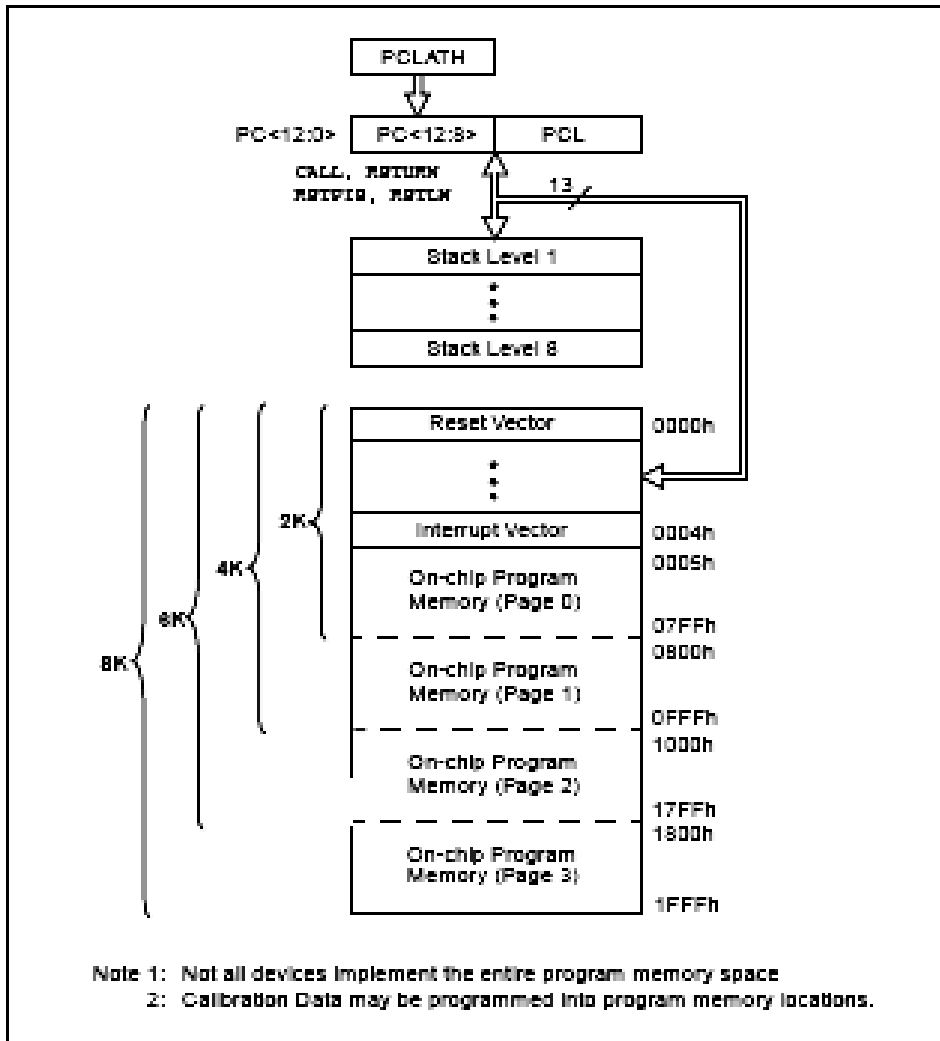 PCLATH
PC<12:0> PC<12:8> PCL
CALL, RETURN
RETFIE, RETLW
13
Stack Level 1
Stack Level 8
Reset Vector 0000h
2K
Interrupt Vector 0004h
0005h
4K
On-chip Program
Memory (Page 0)
6K
07FFh
8K
0800h
On-chip Program
Memory (Page 1)
0FFFh
1000h
On-chip Program
Memory (Page 2)
17FFh
1800h
On-chip Program
Memory (Page 3)
1FFFh
Note 1: Not all devices implement the entire program memory space
2: Calibration Data may be programmed into program memory locations.